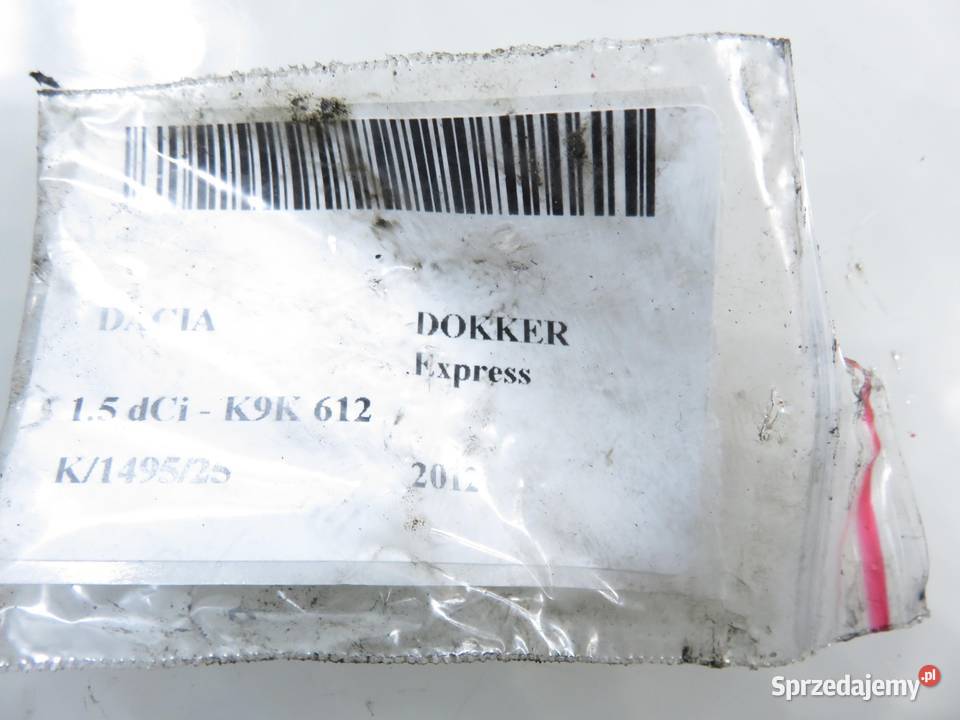 DACIA DOKKER
Express
1.5 dCi - K9K 612
K/1495/25 2012
Sprzedajemy.pl